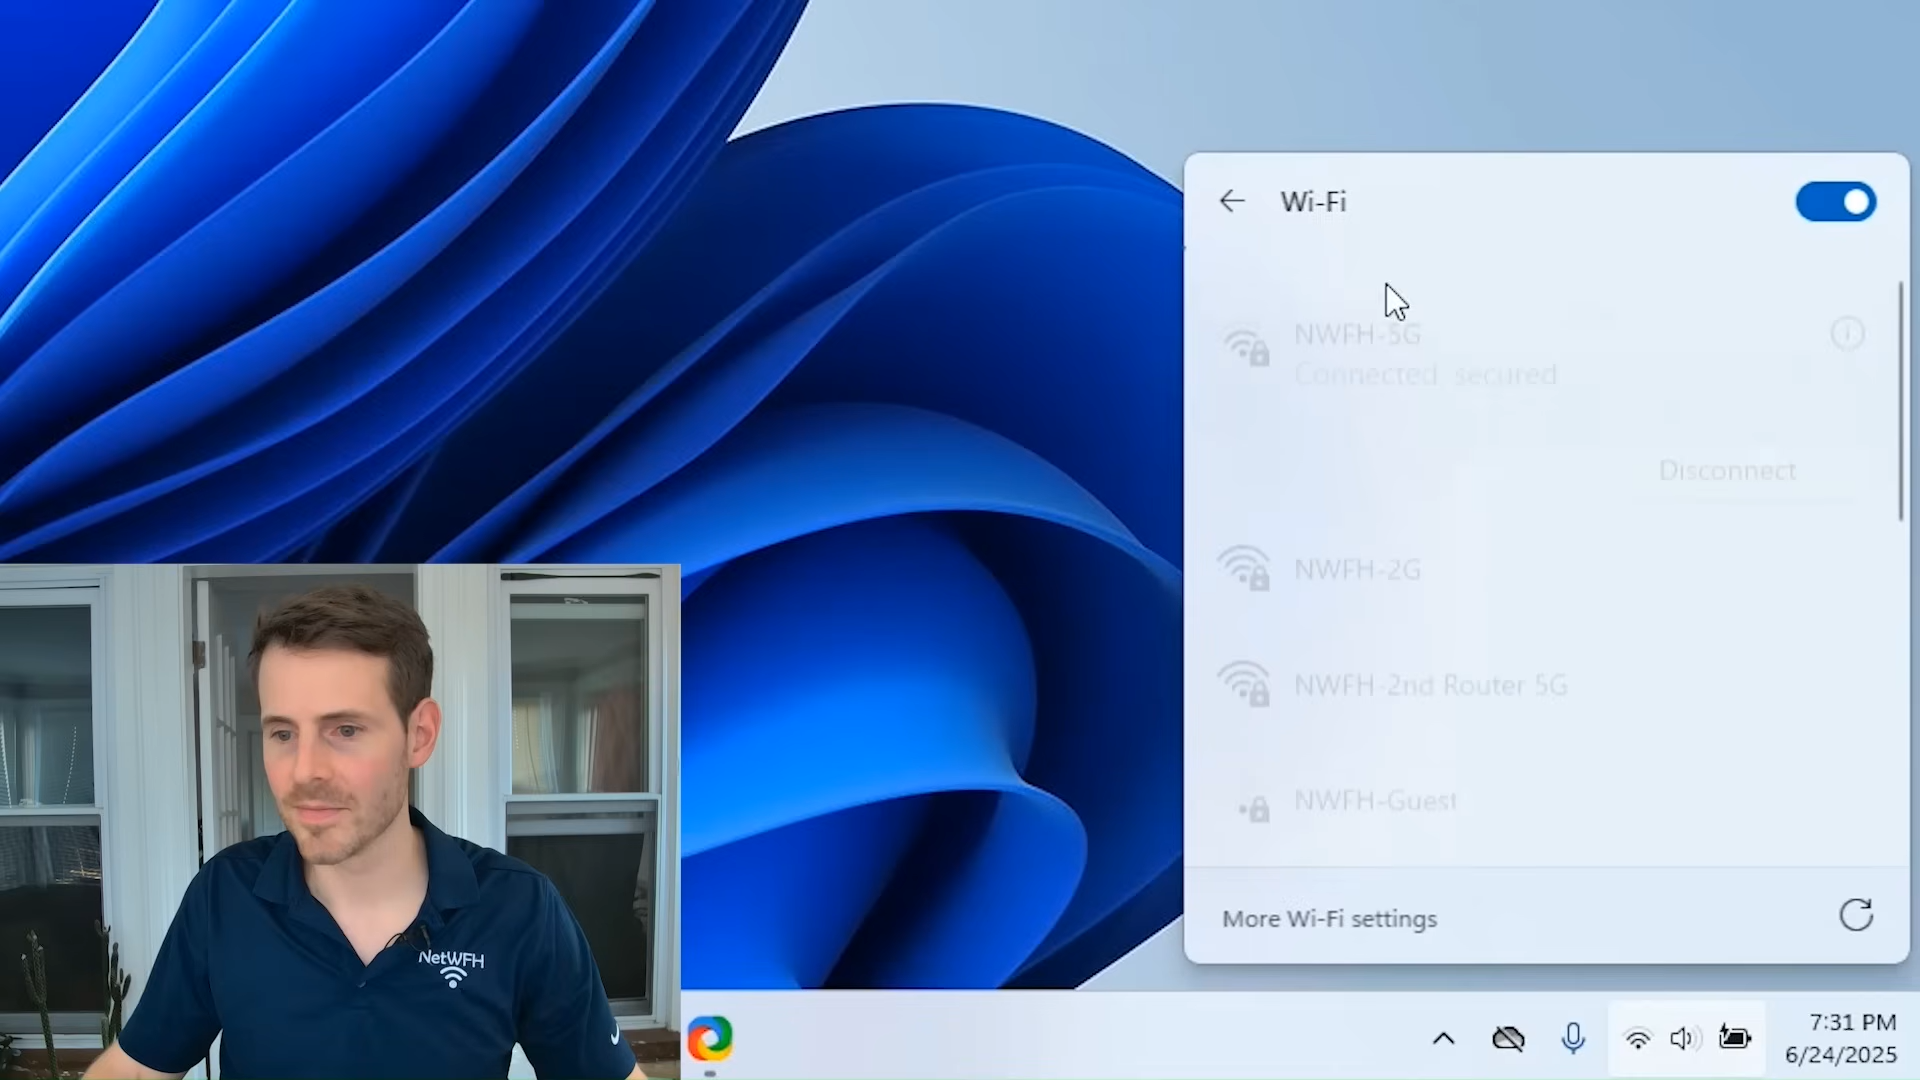 Wi-Fi
NWFH-5G
Connected, secured
Disconnect
NWFH-2G
NWFH-2nd Router 5G
NWFH-Guest
More Wi-Fi settings
NetWFH
7:31 PM
6/24/2025